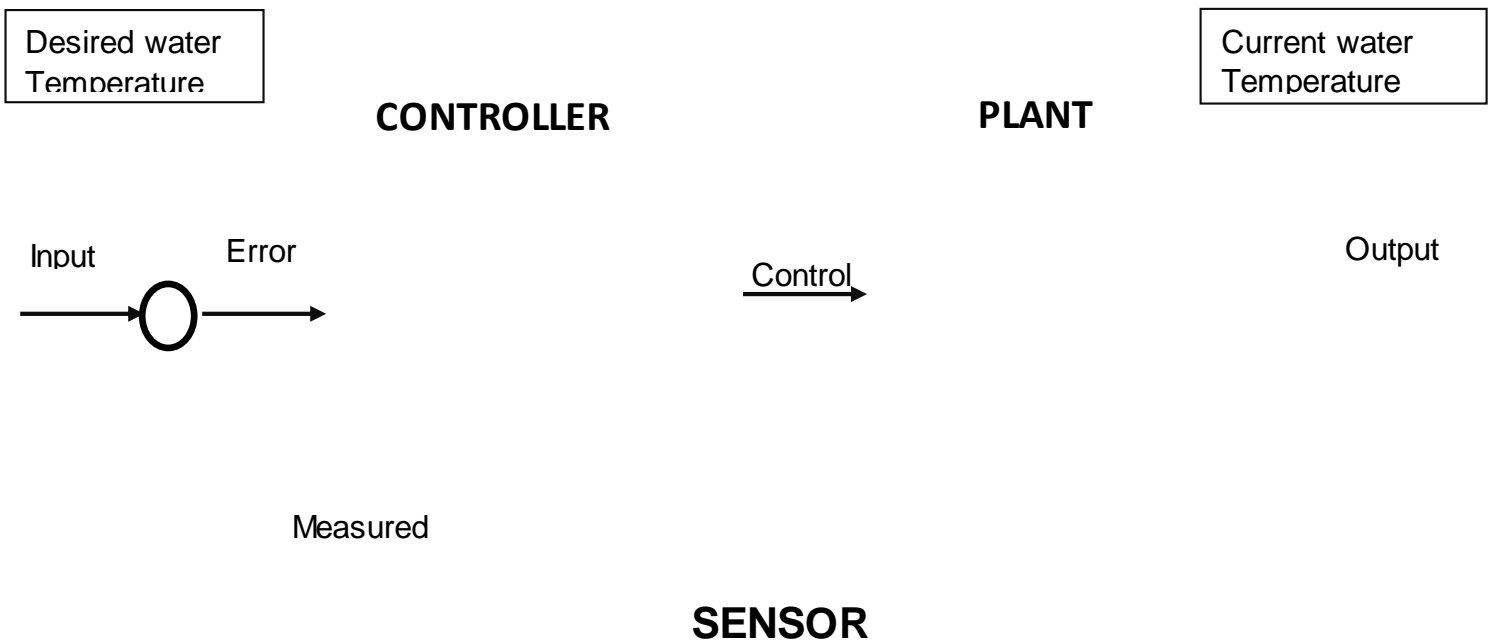 Desired water
Temperature
Current water
Temperature
CONTROLLER
PLANT
Input
Error
Control
Output
Measured
SENSOR